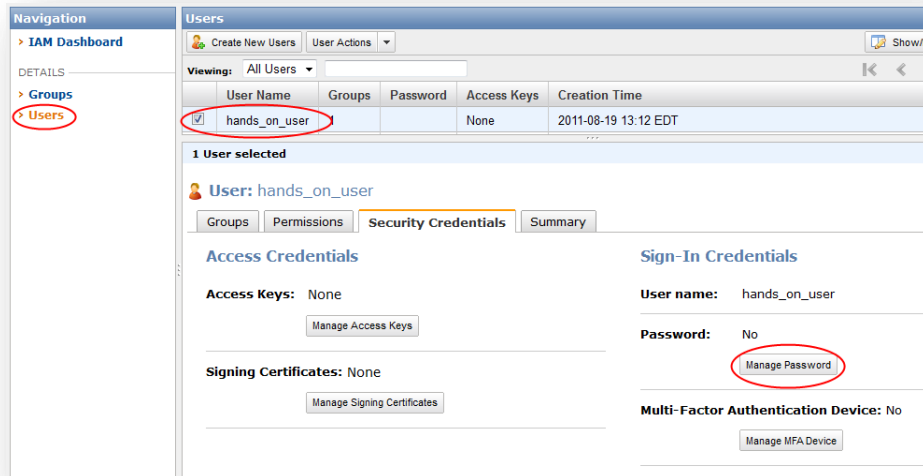 Navigation
> IAM Dashboard
DETAILS
> Groups
> Users
Users
Create New Users User Actions Show/
Viewing: All Users
User Name Groups Password Access Keys Creation Time
hands_on_user 1 None 2011-08-19 13:12 EDT
1 User selected
User: hands_on_user
Groups Permissions Security Credentials Summary
Access Credentials
Access Keys: None
Manage Access Keys
Signing Certificates: None
Manage Signing Certificates
Sign-In Credentials
User name: hands_on_user
Password: No
Manage Password
Multi-Factor Authentication Device: No
Manage MFA Device